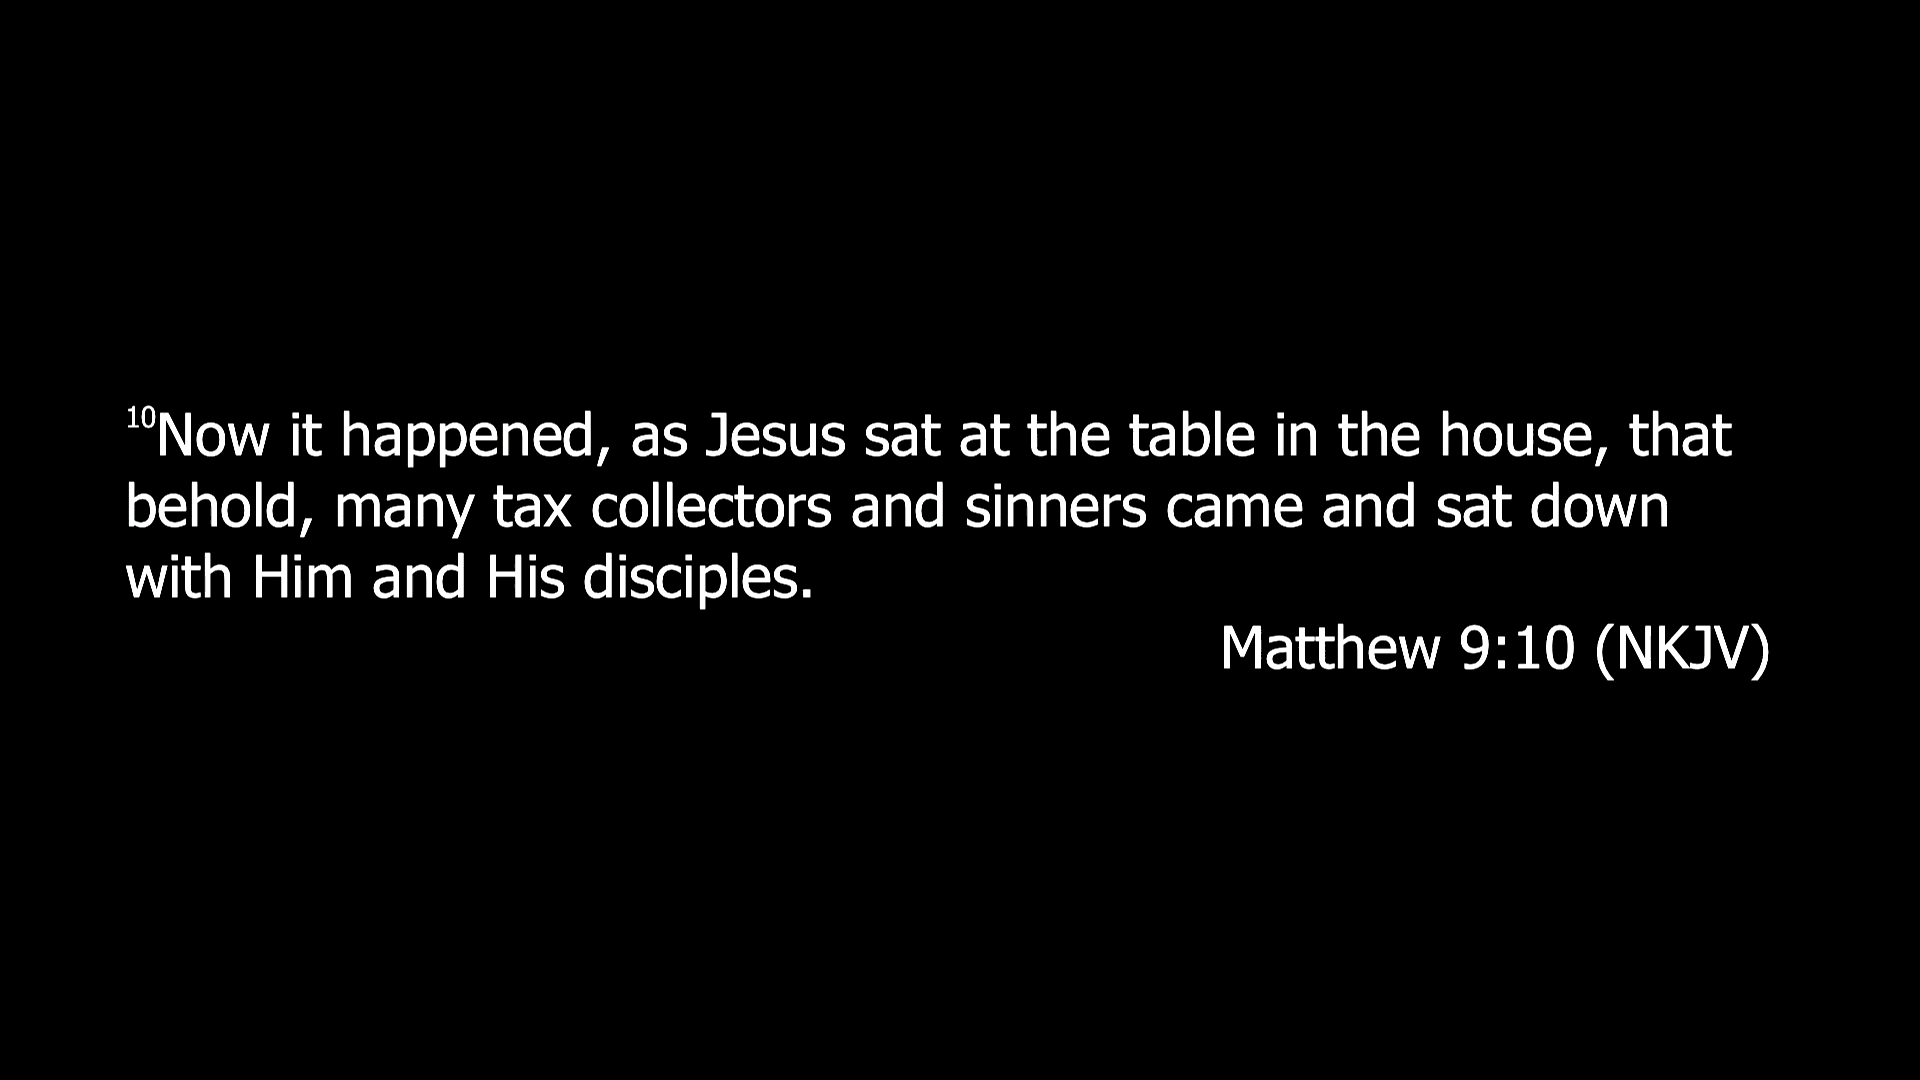 10Now it happened, as Jesus sat at the table in the house, that
behold, many tax collectors and sinners came and sat down
with Him and His disciples.
Matthew 9:10 (NKJV)